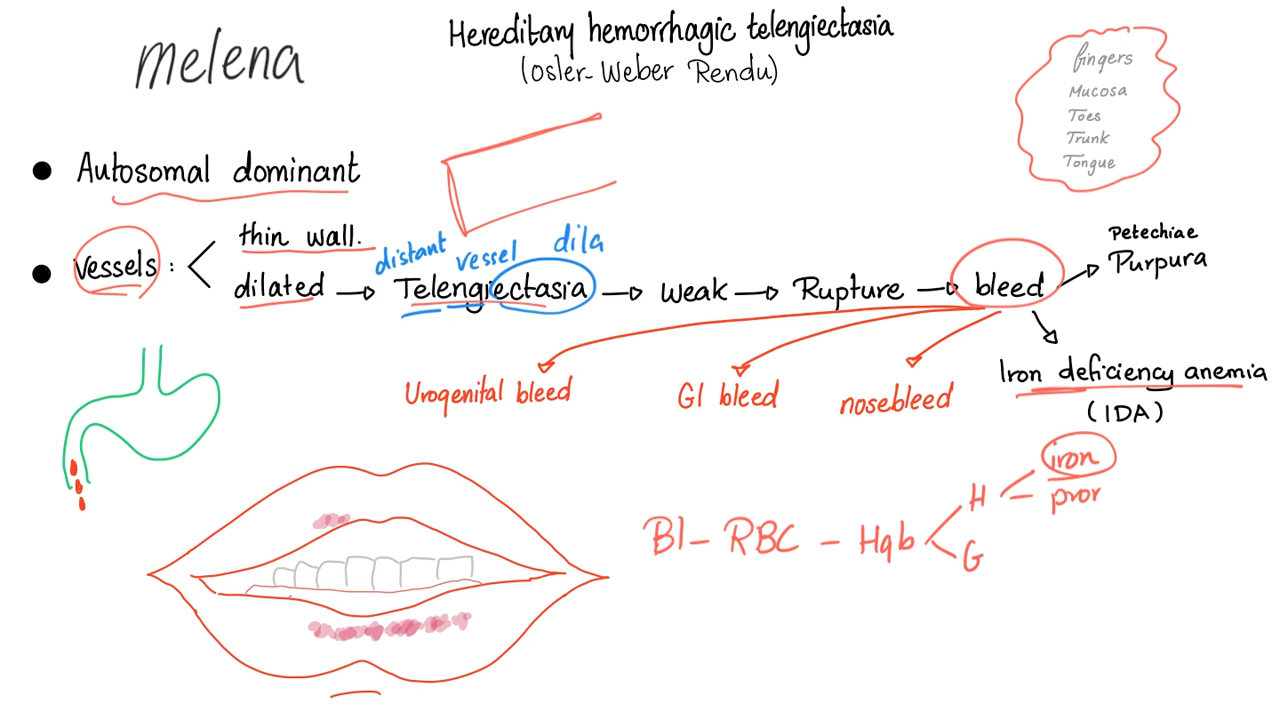 melena
Hereditary hemorrhagic telengiectasia
(osler-Weber Rendu)
fingers
Mucosa
Toes
Trunk
Tongue
• Autosomal dominant
• Vessels : < thin wall.
dilated → Telengiectasia → Weak → Rupture → bleed
distant vessel dila
Petechiae
Purpura
Urogenital bleed
GI bleed
nosebleed
Iron deficiency anemia
(IDA)
Bl - RBC - Hgb < H - iron
- pror
G